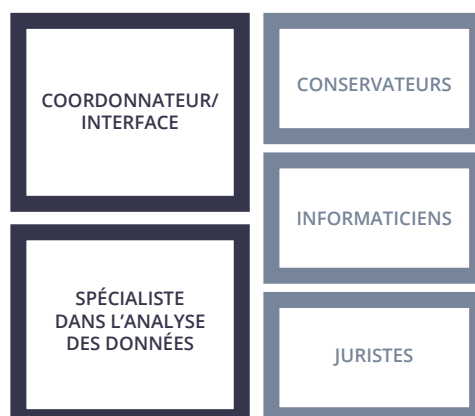 COORDONNATEUR/
INTERFACE
SPÉCIALISTE
DANS L’ANALYSE
DES DONNÉES
CONSERVATEURS
INFORMATICIENS
JURISTES